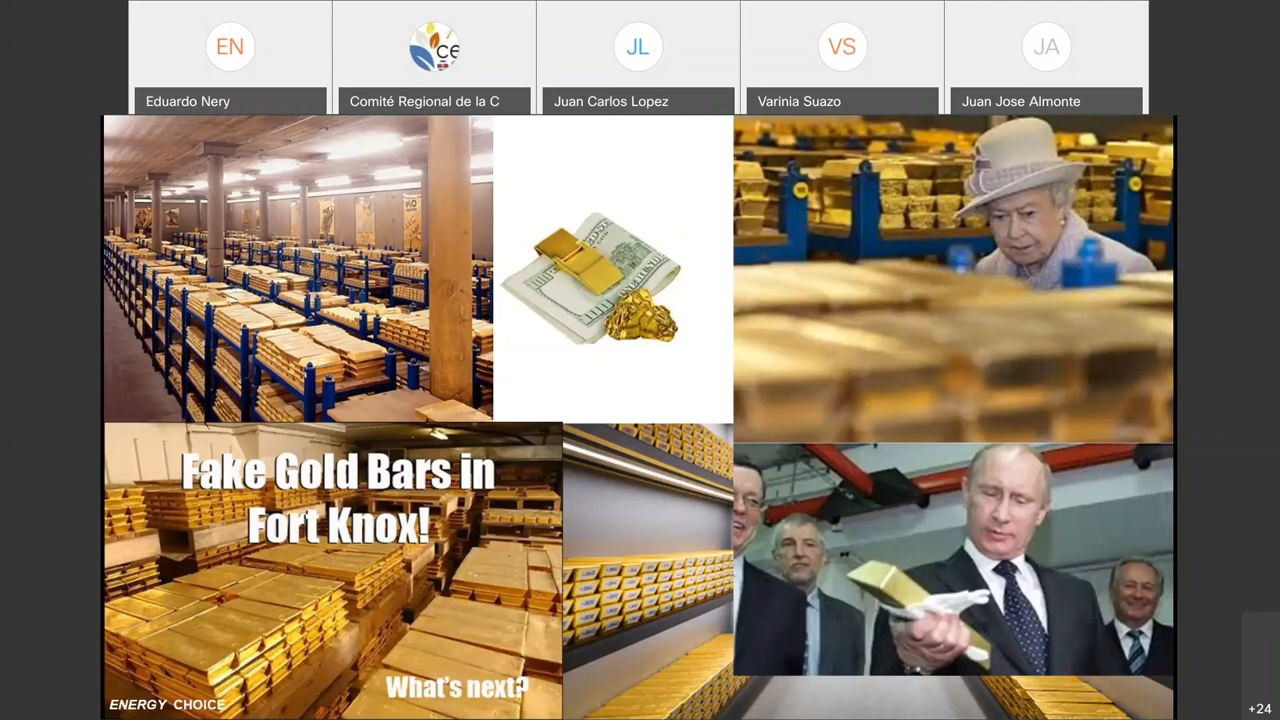 EN
CE
JL
VS
JA
Eduardo Nery
Comité Regional de la C
Juan Carlos Lopez
Varinia Suazo
Juan Jose Almonte
Fake Gold Bars in
Fort Knox!
What's next?
ENERGY CHOICE
+24